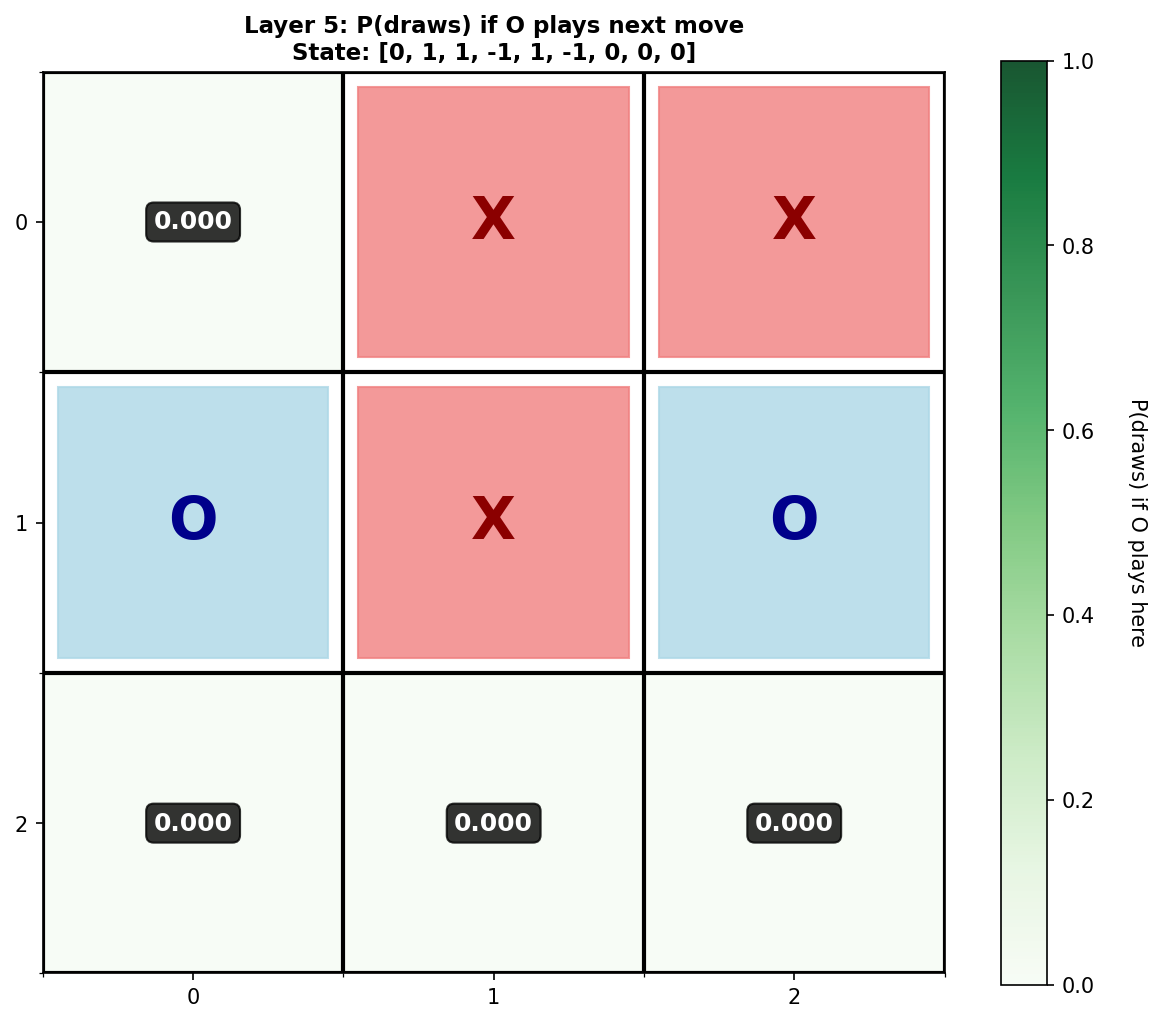 Layer 5: P(draws) if O plays next move
State: [0, 1, 1, -1, 1, -1, 0, 0, 0]
0
0.000
X
X
1
O
X
O
2
0.000
0.000
0.000
0
1
2
1.0
0.8
0.6
0.4
0.2
0.0
P(draws) if O plays here